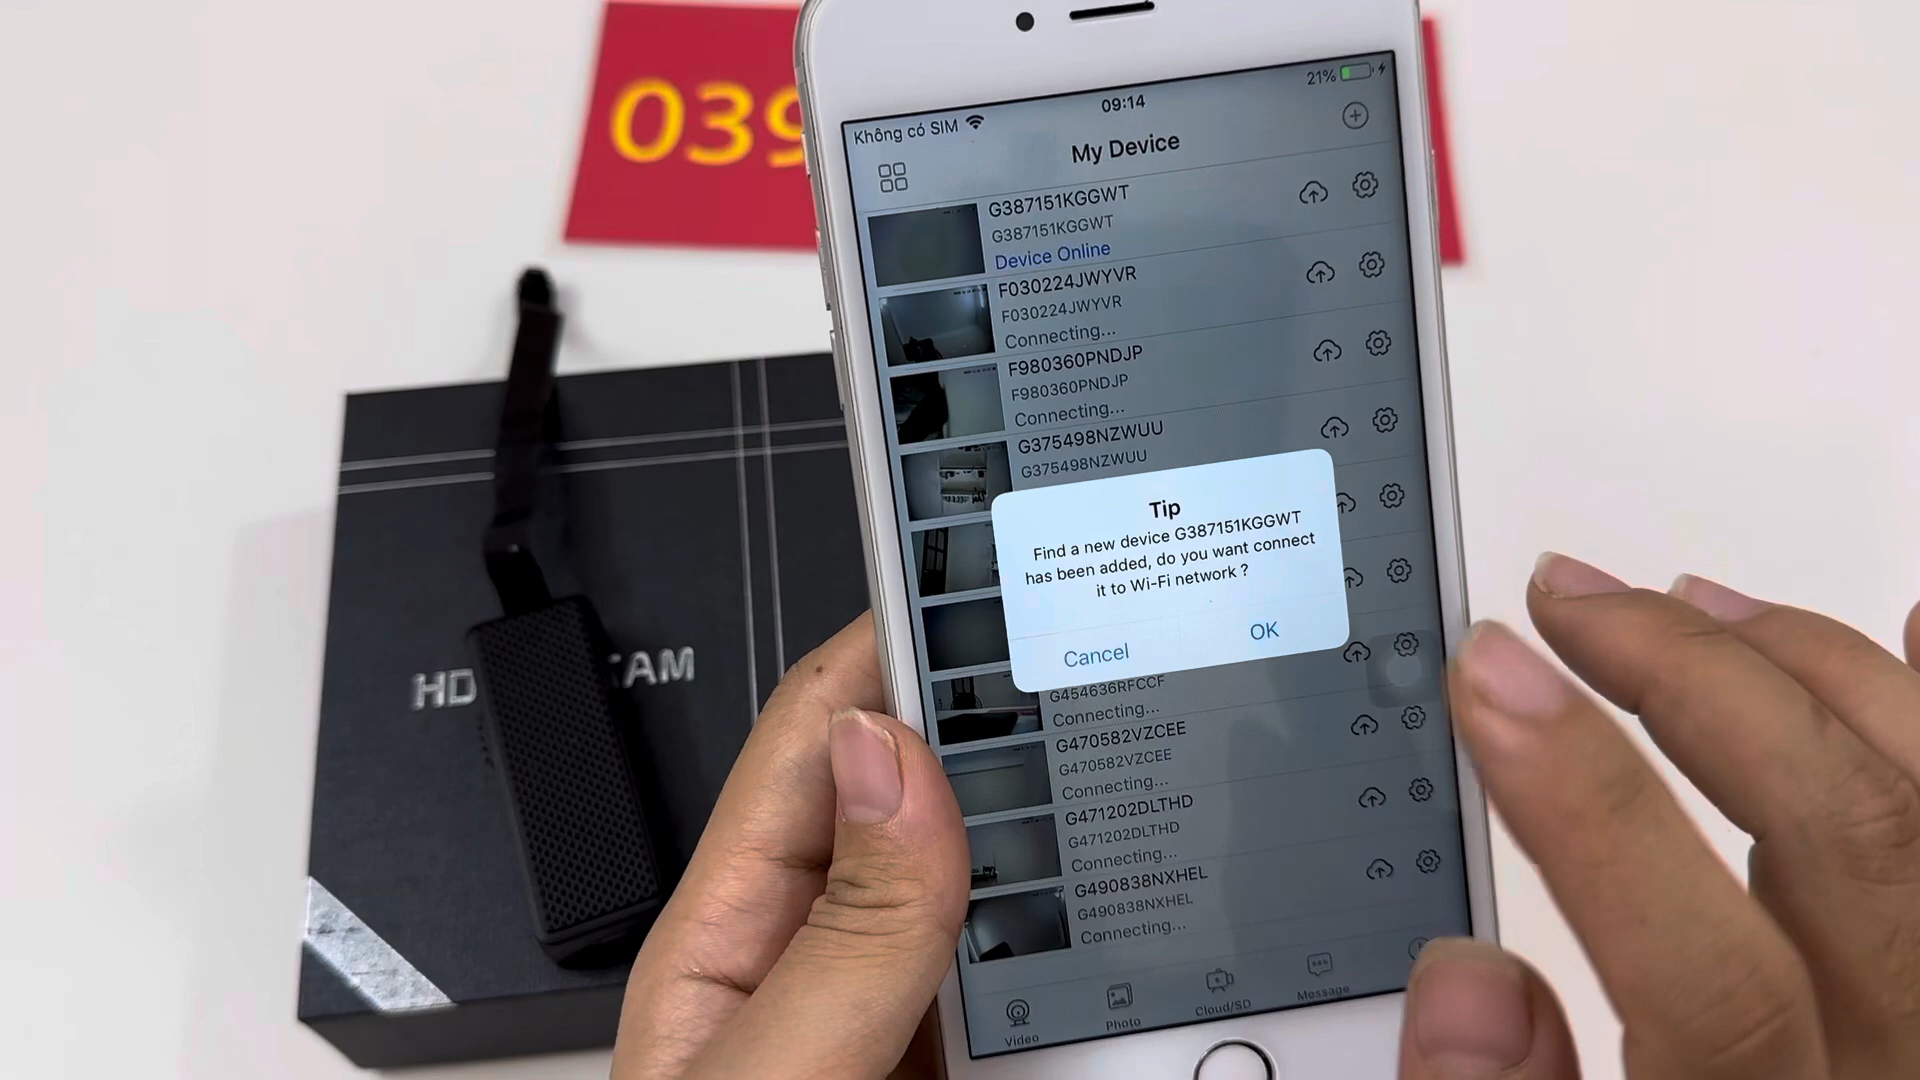 039
21%
09:14
Không có SIM
My Device
G387151KGGWT
G387151KGGWT
Device Online
F030224JWYVR
F030224JWYVR
Connecting...
F980360PNDJP
F980360PNDJP
Connecting...
G375498NZWUU
G375498NZWUU
Tip
Find a new device G387151KGGWT
has been added, do you want connect
it to Wi-Fi network ?
Cancel
OK
G454636RFCCF
Connecting...
G470582VZCEE
G470582VZCEE
Connecting...
G471202DLTHD
G471202DLTHD
Connecting...
G490838NXHEL
G490838NXHEL
Connecting...
Video
Photo
Cloud/SD
Message
HD